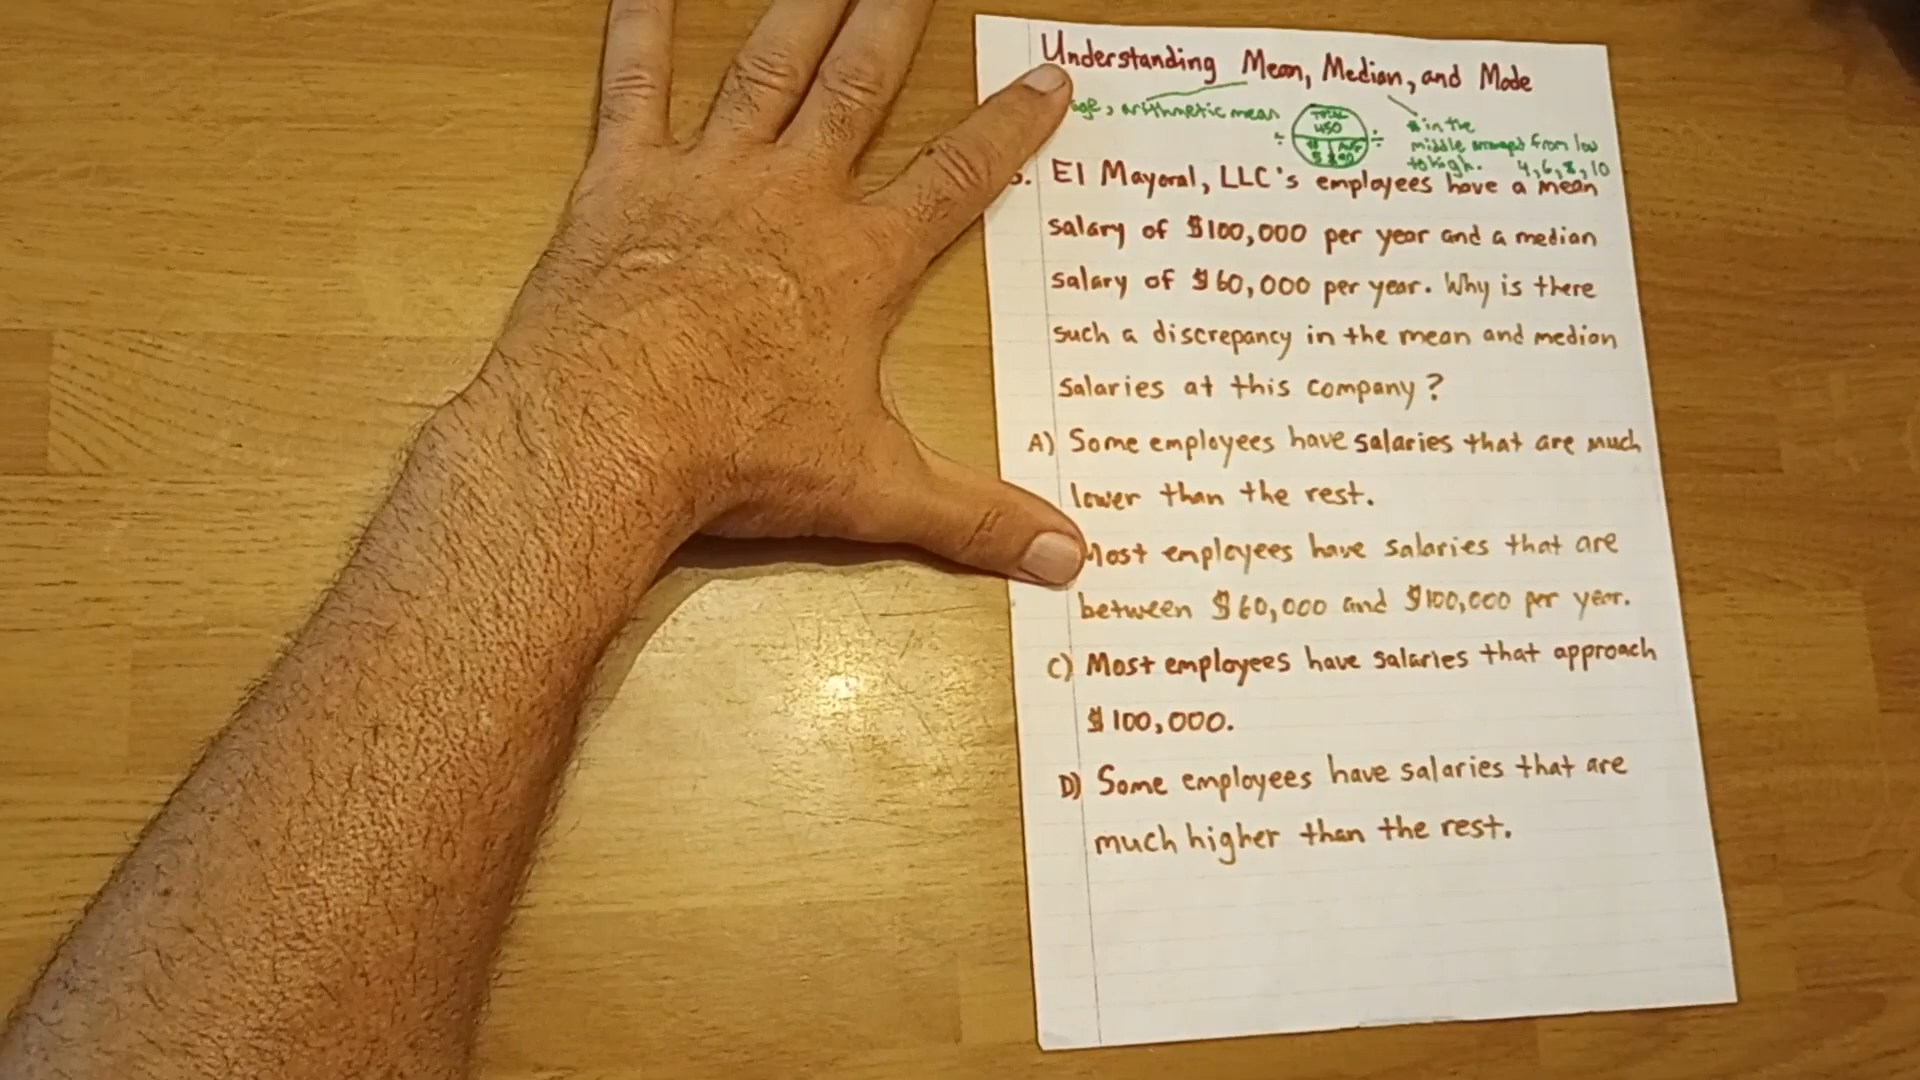 Understanding Mean, Median, and Mode
age, arithmetic mean
TOTAL
450
÷ ÷
# in the
middle arranged from low
to high. 4, 6, 8, 10
El Mayoral, LLC's employees have a mean
salary of $100,000 per year and a median
salary of $60,000 per year. Why is there
such a discrepancy in the mean and median
salaries at this company?
A) Some employees have salaries that are much
lower than the rest.
Most employees have salaries that are
between $60,000 and $100,000 per year.
C) Most employees have salaries that approach
$100,000.
D) Some employees have salaries that are
much higher than the rest.